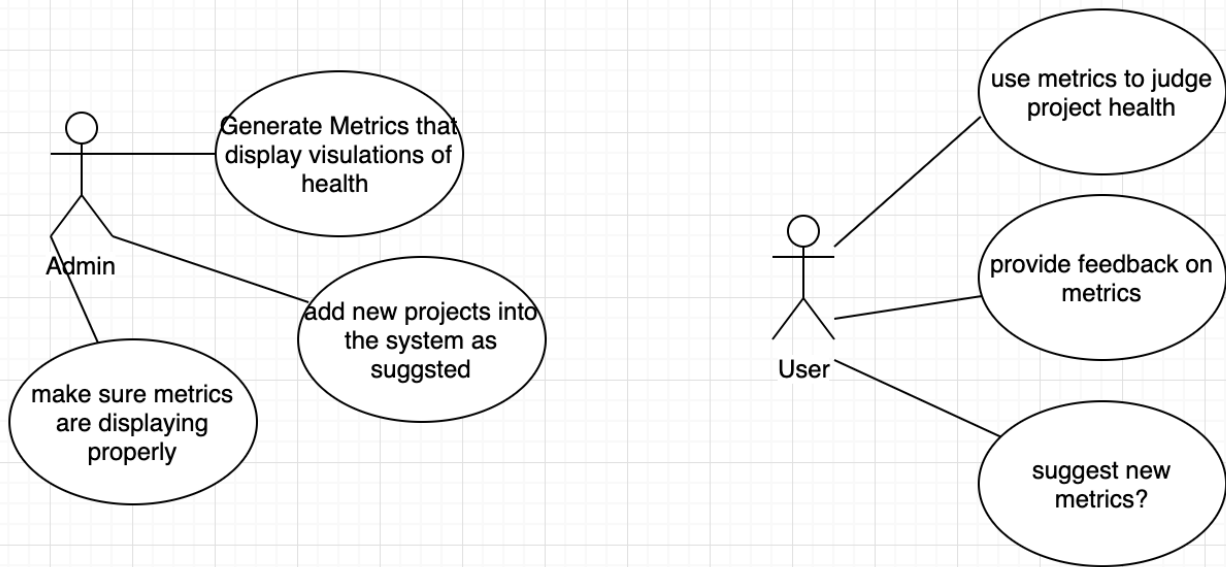 Generate Metrics that
display visulations of
health
Admin
add new projects into
the system as
suggsted
make sure metrics
are displaying
properly
use metrics to judge
project health
provide feedback on
metrics
User
suggest new
metrics?